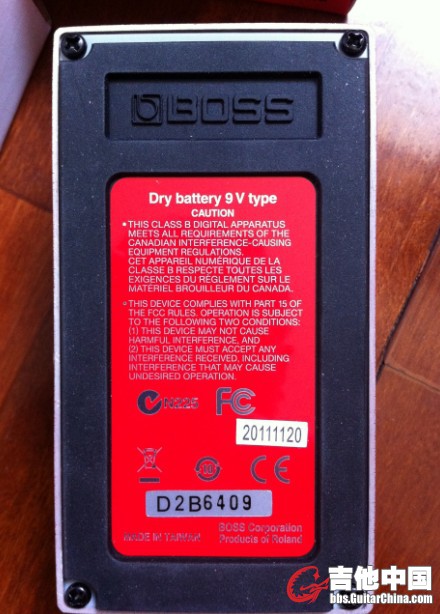 BOSS
Dry battery 9 V type
CAUTION
• THIS CLASS B DIGITAL APPARATUS
MEETS ALL REQUIREMENTS OF THE
CANADIAN INTERFERENCE-CAUSING
EQUIPMENT REGULATIONS.
CET APPAREIL NUMÉRIQUE DE LA
CLASSE B RESPECTE TOUTES LES
EXIGENCES DU RÈGLEMENT SUR LE
MATÉRIEL BROUILLEUR DU CANADA.
• THIS DEVICE COMPLIES WITH PART 15 OF
THE FCC RULES. OPERATION IS SUBJECT
TO THE FOLLOWING TWO CONDITIONS:
(1) THIS DEVICE MAY NOT CAUSE
HARMFUL INTERFERENCE, AND
(2) THIS DEVICE MUST ACCEPT ANY
INTERFERENCE RECEIVED, INCLUDING
INTERFERENCE THAT MAY CAUSE
UNDESIRED OPERATION.
N225 FC
20111120
CE
D2B6409
MADE IN TAIWAN
BOSS Corporation
Products of Roland
吉他中国
bbs.GuitarChina.com